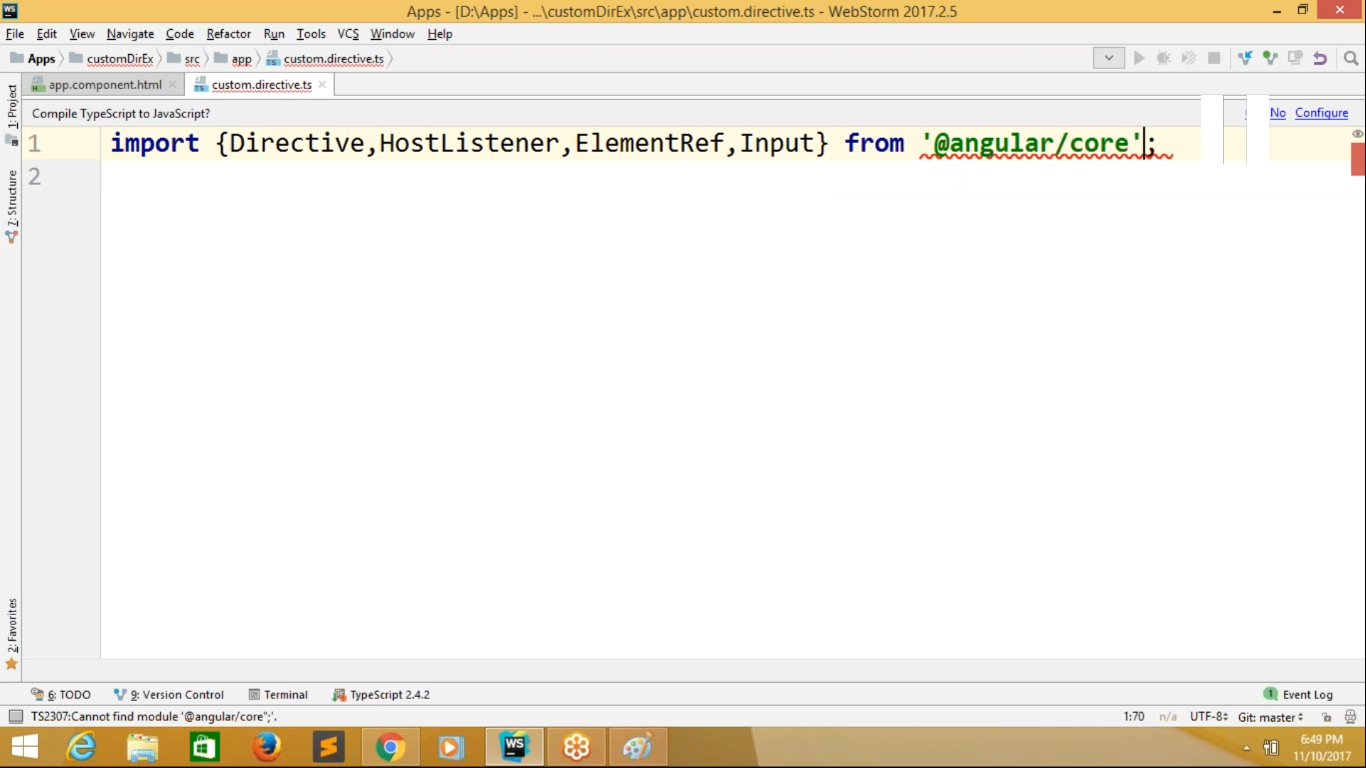 WS
Apps - [D:\Apps] - ...\customDirEx\src\app\custom.directive.ts - WebStorm 2017.2.5
File Edit View Navigate Code Refactor Run Tools VCS Window Help
Apps customDirEx src app custom.directive.ts
app.component.html custom.directive.ts
1: Project
Compile TypeScript to JavaScript? No Configure
1 import {Directive,HostListener,ElementRef,Input} from '@angular/core';
2
7: Structure
2: Favorites
6: TODO 9: Version Control Terminal TypeScript 2.4.2 1 Event Log
TS2307:Cannot find module '@angular/core";'. 1:70 n/a UTF-8 Git: master
WS
6:49 PM
11/10/2017